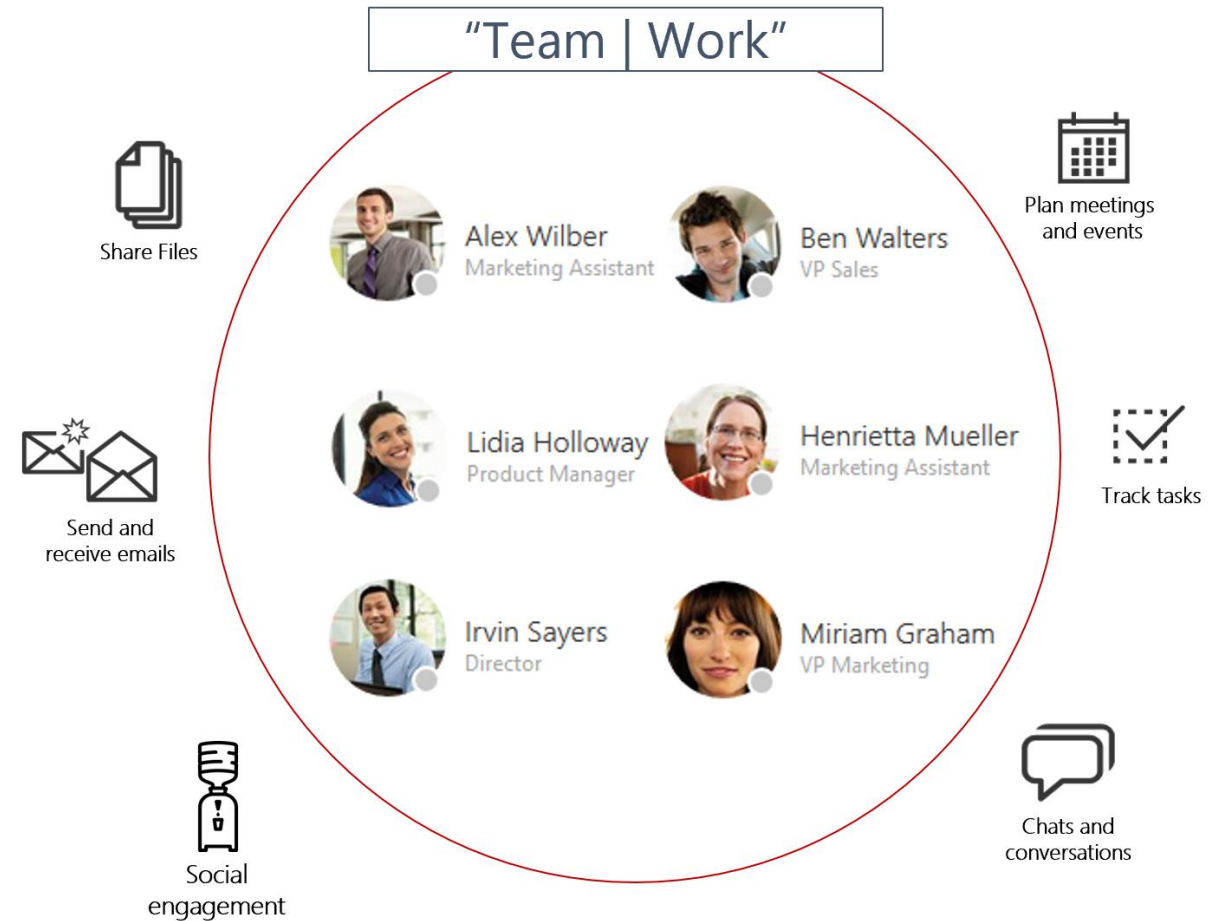 “Team | Work”
Share Files
Plan meetings
and events
Alex Wilber
Marketing Assistant
Ben Walters
VP Sales
Send and
receive emails
Lidia Holloway
Product Manager
Henrietta Mueller
Marketing Assistant
Track tasks
Irvin Sayers
Director
Miriam Graham
VP Marketing
Social
engagement
Chats and
conversations